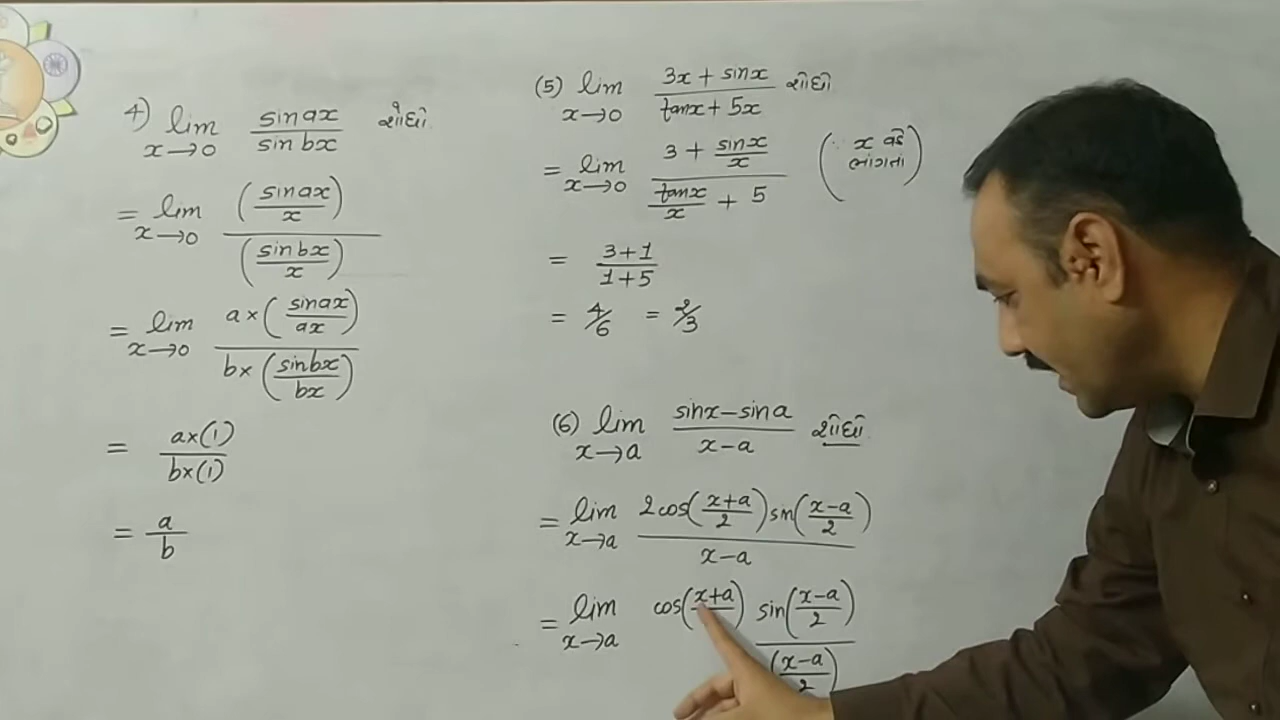 4) lim x→0 sin ax / sin bx શોધો.
= lim x→0 (sin ax / x) / (sin bx / x)
= lim x→0 a × (sin ax / ax) / b × (sin bx / bx)
= a×(1) / b×(1)
= a / b
(5) lim x→0 3x + sin x / tan x + 5x શોધો
= lim x→0 3 + sin x / x / tan x / x + 5 (∵ x વડે ભાગતા)
= 3+1 / 1+5
= 4/6 = 2/3
(6) lim x→a sin x − sin a / x − a શોધો.
= lim x→a 2 cos(x+a / 2) sin(x−a / 2) / x−a
= lim x→a cos(x+a) sin(x−a / 2) / (x−a / 2)